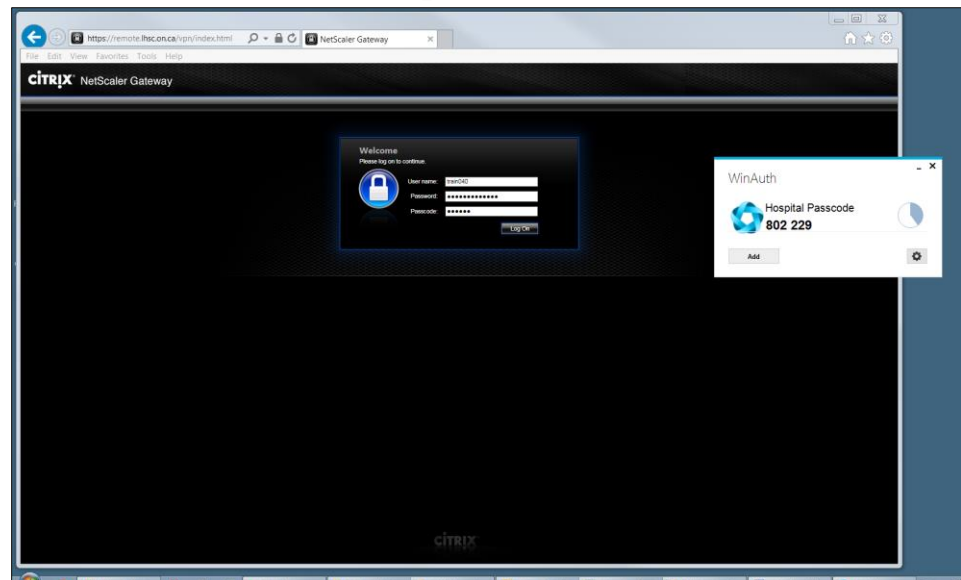 https://remote.lhsc.on.ca/vpn/index.html
NetScaler Gateway
File Edit View Favorites Tools Help
CITRIX NetScaler Gateway
Welcome
Please log on to continue.
User name: train040
Password:
Passcode:
Log On
WinAuth
Hospital Passcode
802 229
Add
CITRIX